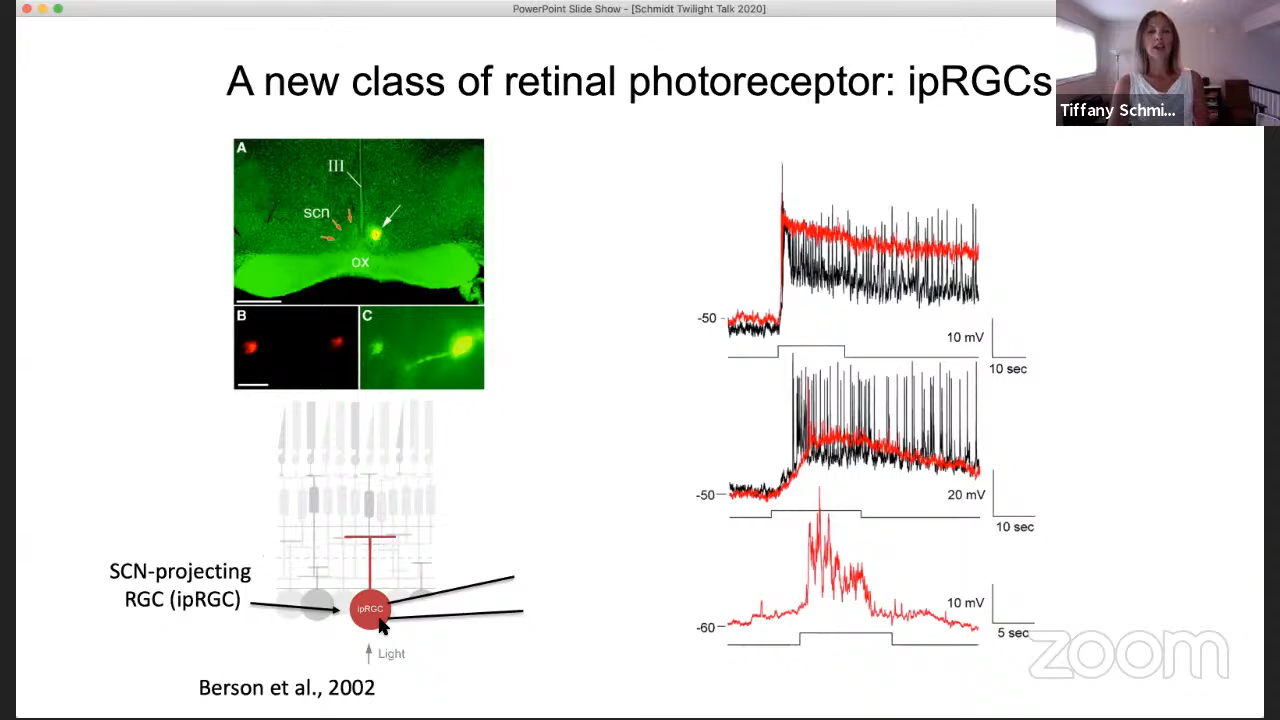 PowerPoint Slide Show - [Schmidt Twilight Talk 2020]
Tiffany Schmi...
A new class of retinal photoreceptor: ipRGCs
A
III
scn
ox
B
C
-50
10 mV
10 sec
-50
20 mV
10 sec
-60
10 mV
5 sec
SCN-projecting
RGC (ipRGC)
ipRGC
Light
Berson et al., 2002
zoom